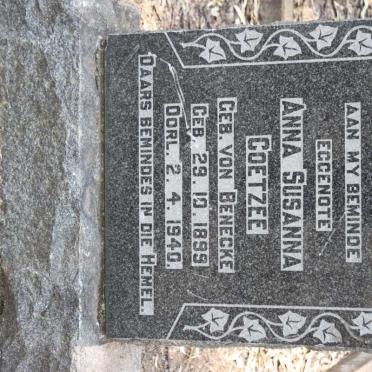 AAN MY BEMINDE
EGGENOTE
ANNA SUSANNA
COETZEE
GEB. VON BENECKE
GEB. 29. 10. 1899
OORL. 2. 4. 1940.
DAAR'S BEMINDES IN DIE HEMEL.